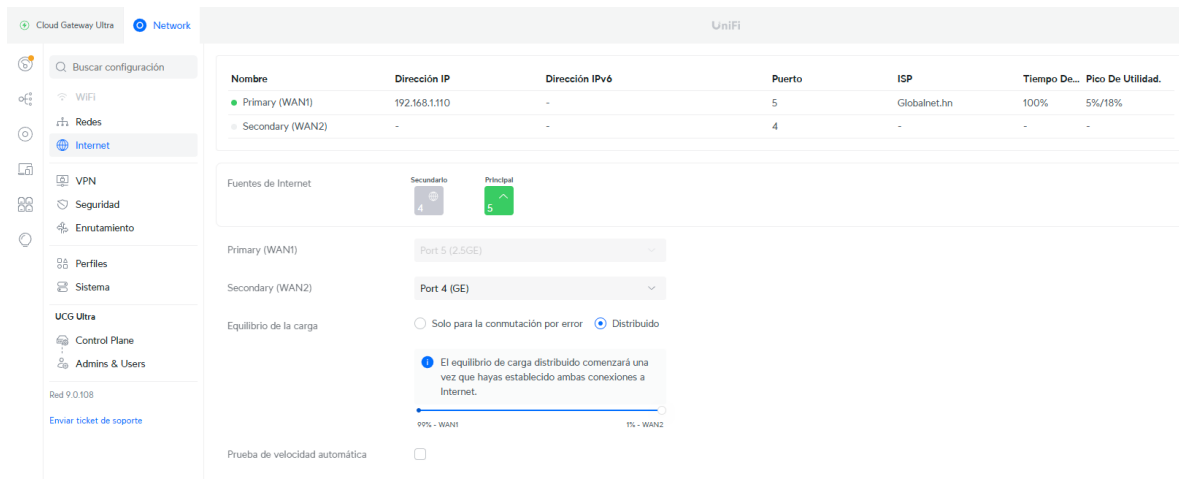 Cloud Gateway Ultra
Network
UniFi
Buscar configuración
WiFi
Redes
Internet
VPN
Seguridad
Enrutamiento
Perfiles
Sistema
UCG Ultra
Control Plane
Admins & Users
Red 9.0.108
Enviar ticket de soporte
Nombre Dirección IP Dirección IPv6 Puerto ISP Tiempo De... Pico De Utilidad.
Primary (WAN1) 192.168.1.110 - 5 Globalnet.hn 100% 5%/18%
Secondary (WAN2) - - 4 - - -
Fuentes de Internet
Secundario Principal
4 5
Primary (WAN1) Port 5 (2.5GE)
Secondary (WAN2) Port 4 (GE)
Equilibrio de la carga Solo para la conmutación por error Distribuido
El equilibrio de carga distribuido comenzará una
vez que hayas establecido ambas conexiones a
Internet.
99% - WAN1 1% - WAN2
Prueba de velocidad automática